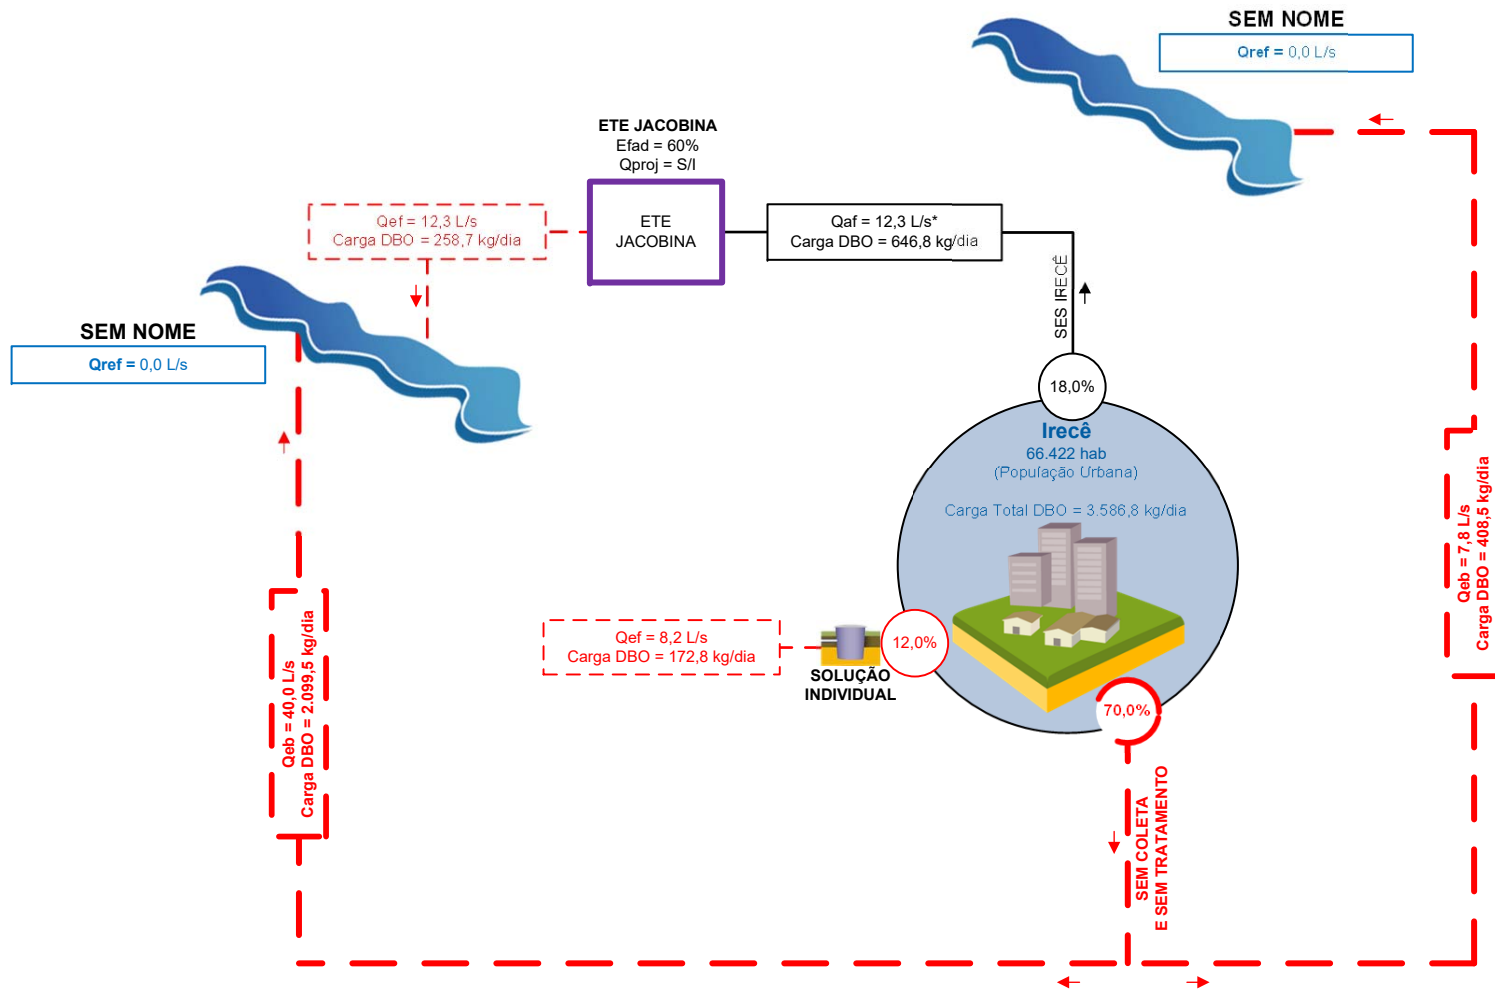 SEM NOME
Qref = 0,0 L/s
ETE JACOBINA
Efad = 60%
Qproj = S/I
ETE
JACOBINA
Qef = 12,3 L/s
Carga DBO = 258,7 kg/dia
Qaf = 12,3 L/s*
Carga DBO = 646,8 kg/dia
SES IRECÊ
SEM NOME
Qref = 0,0 L/s
18,0%
Irecê
66.422 hab
(População Urbana)
Carga Total DBO = 3.586,8 kg/dia
Qeb = 7,8 L/s
Carga DBO = 408,5 kg/dia
Qef = 8,2 L/s
Carga DBO = 172,8 kg/dia
SOLUÇÃO
INDIVIDUAL
12,0%
70,0%
Qeb = 40,0 L/s
Carga DBO = 2.099,5 kg/dia
SEM COLETA
E SEM TRATAMENTO